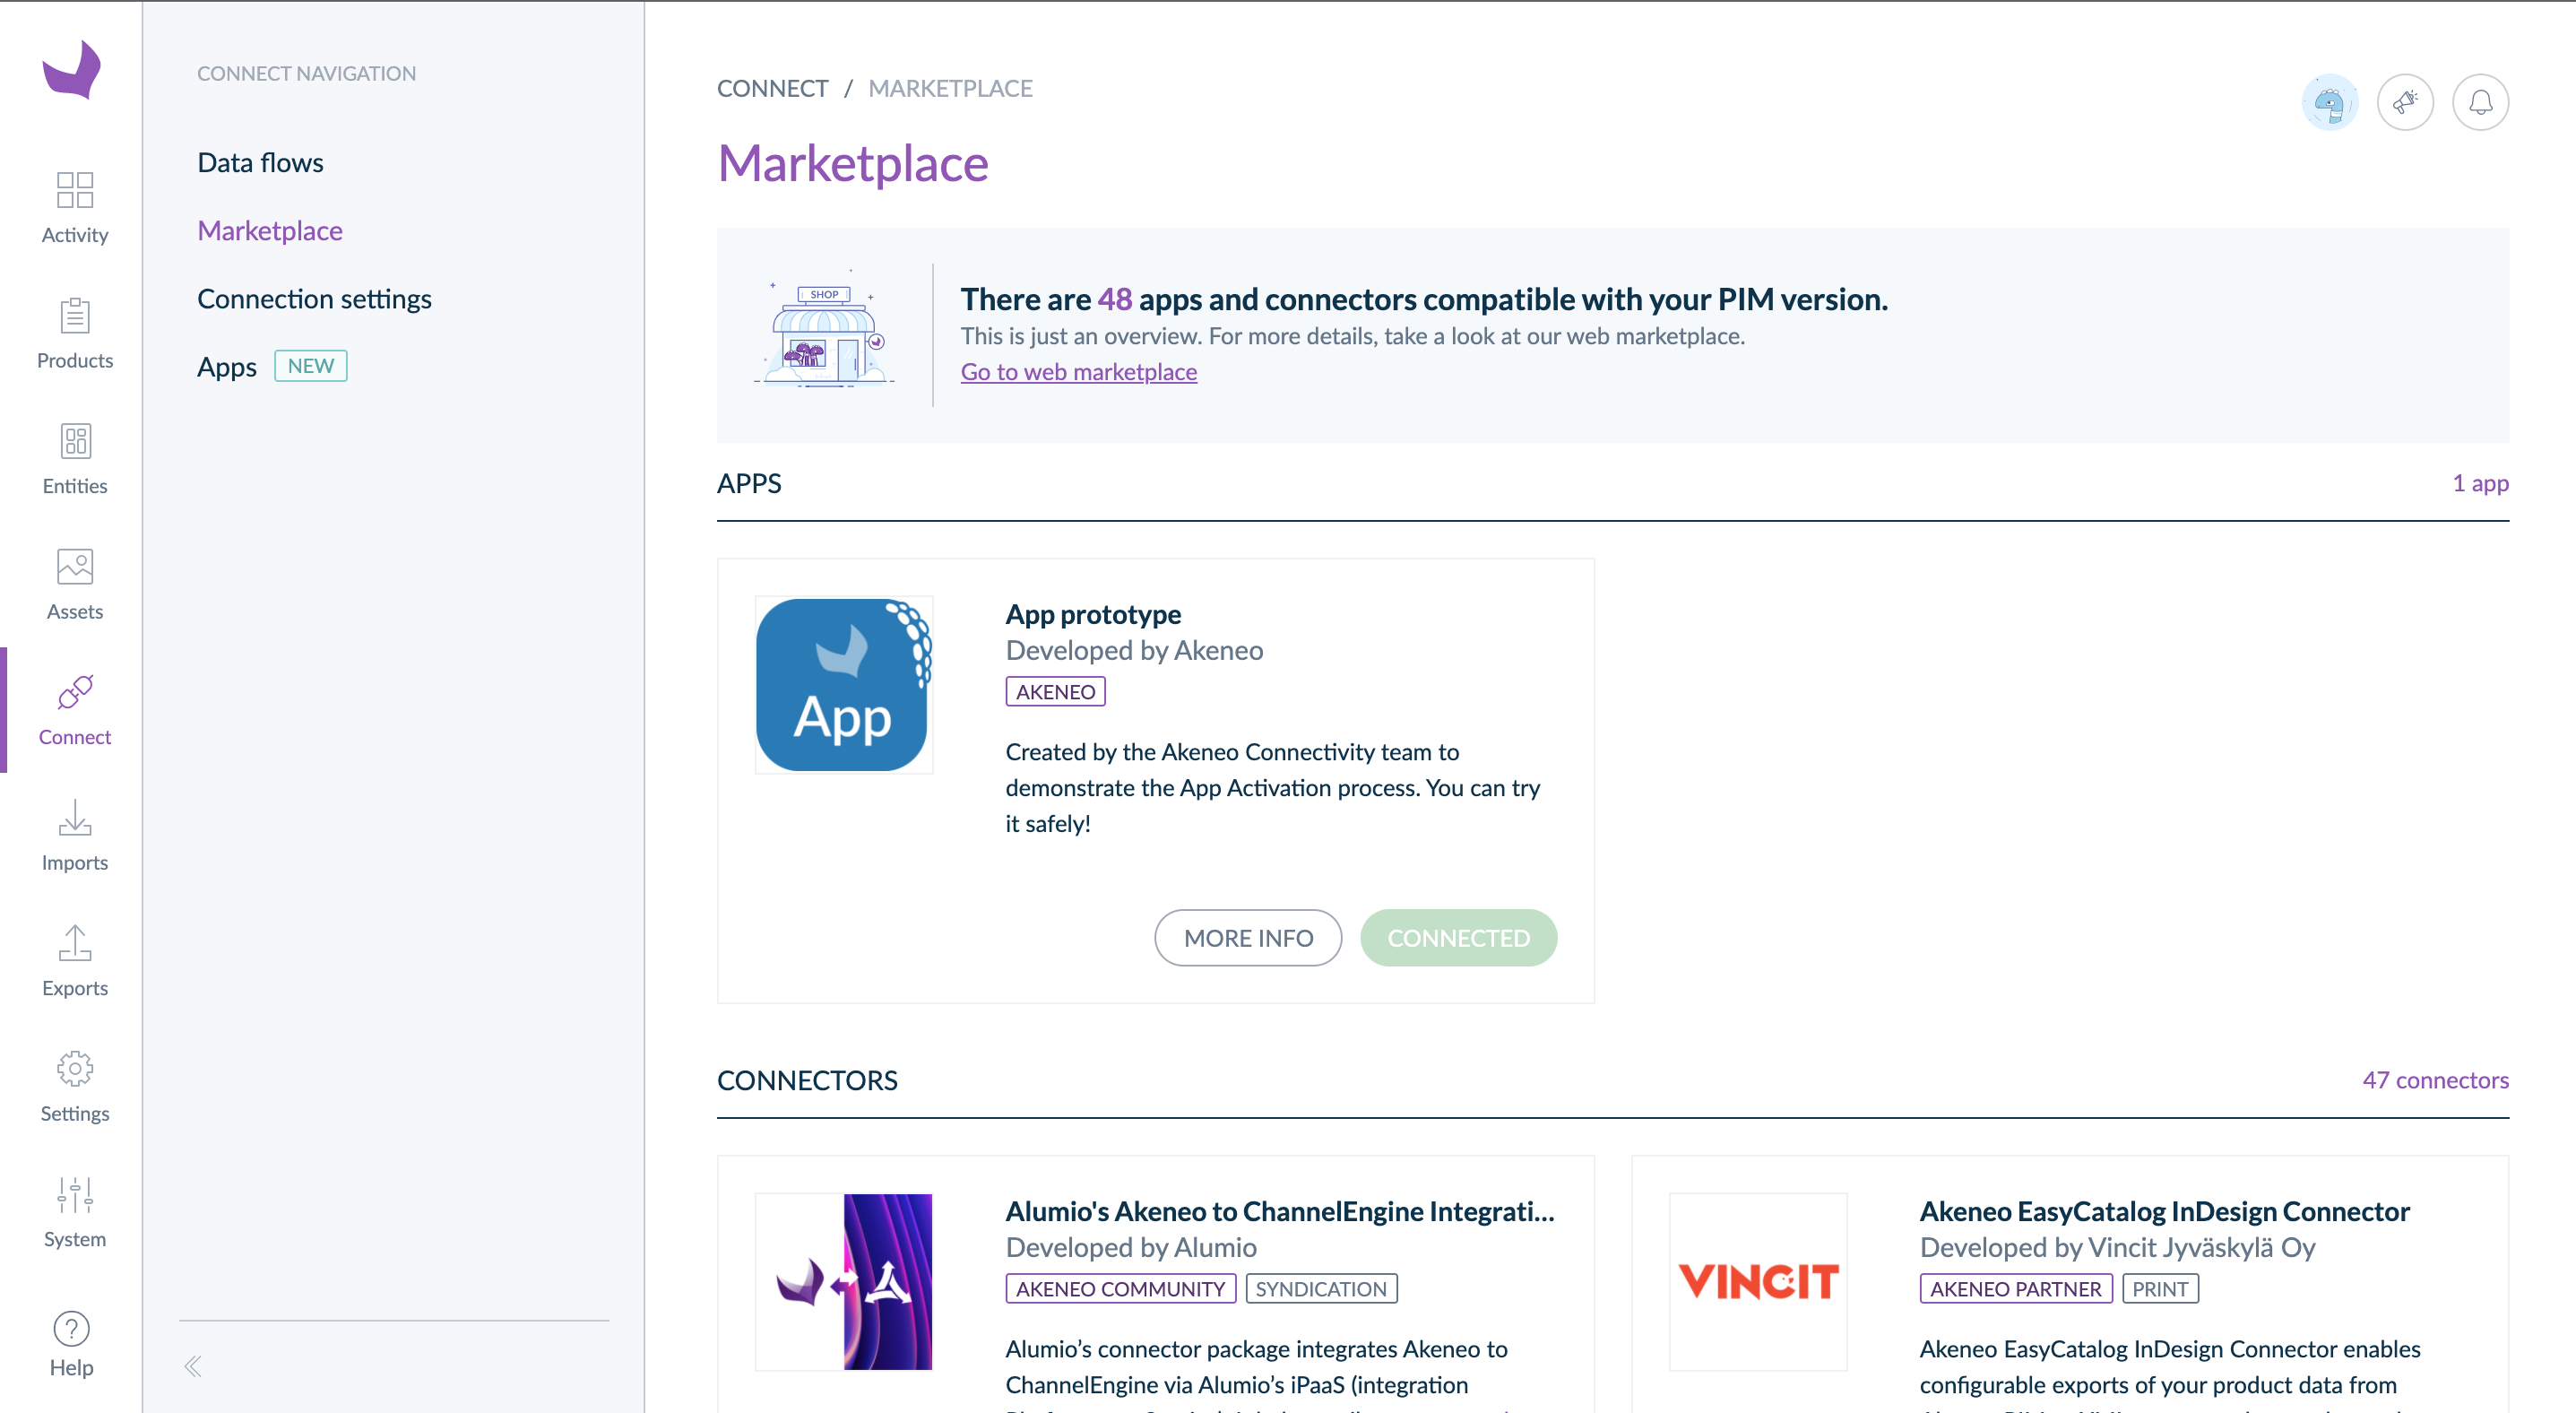 CONNECT NAVIGATION
Data flows
Marketplace
Connection settings
Apps NEW
Activity
Products
Entities
Assets
Connect
Imports
Exports
Settings
System
Help
CONNECT / MARKETPLACE
Marketplace
SHOP
There are 48 apps and connectors compatible with your PIM version.
This is just an overview. For more details, take a look at our web marketplace.
Go to web marketplace
APPS
1 app
App
App prototype
Developed by Akeneo
AKENEO
Created by the Akeneo Connectivity team to
demonstrate the App Activation process. You can try
it safely!
MORE INFO
CONNECTED
CONNECTORS
47 connectors
Alumio's Akeneo to ChannelEngine Integrati...
Developed by Alumio
AKENEO COMMUNITY SYNDICATION
Alumio’s connector package integrates Akeneo to
ChannelEngine via Alumio’s iPaaS (integration
VINCIT
Akeneo EasyCatalog InDesign Connector
Developed by Vincit Jyväskylä Oy
AKENEO PARTNER PRINT
Akeneo EasyCatalog InDesign Connector enables
configurable exports of your product data from